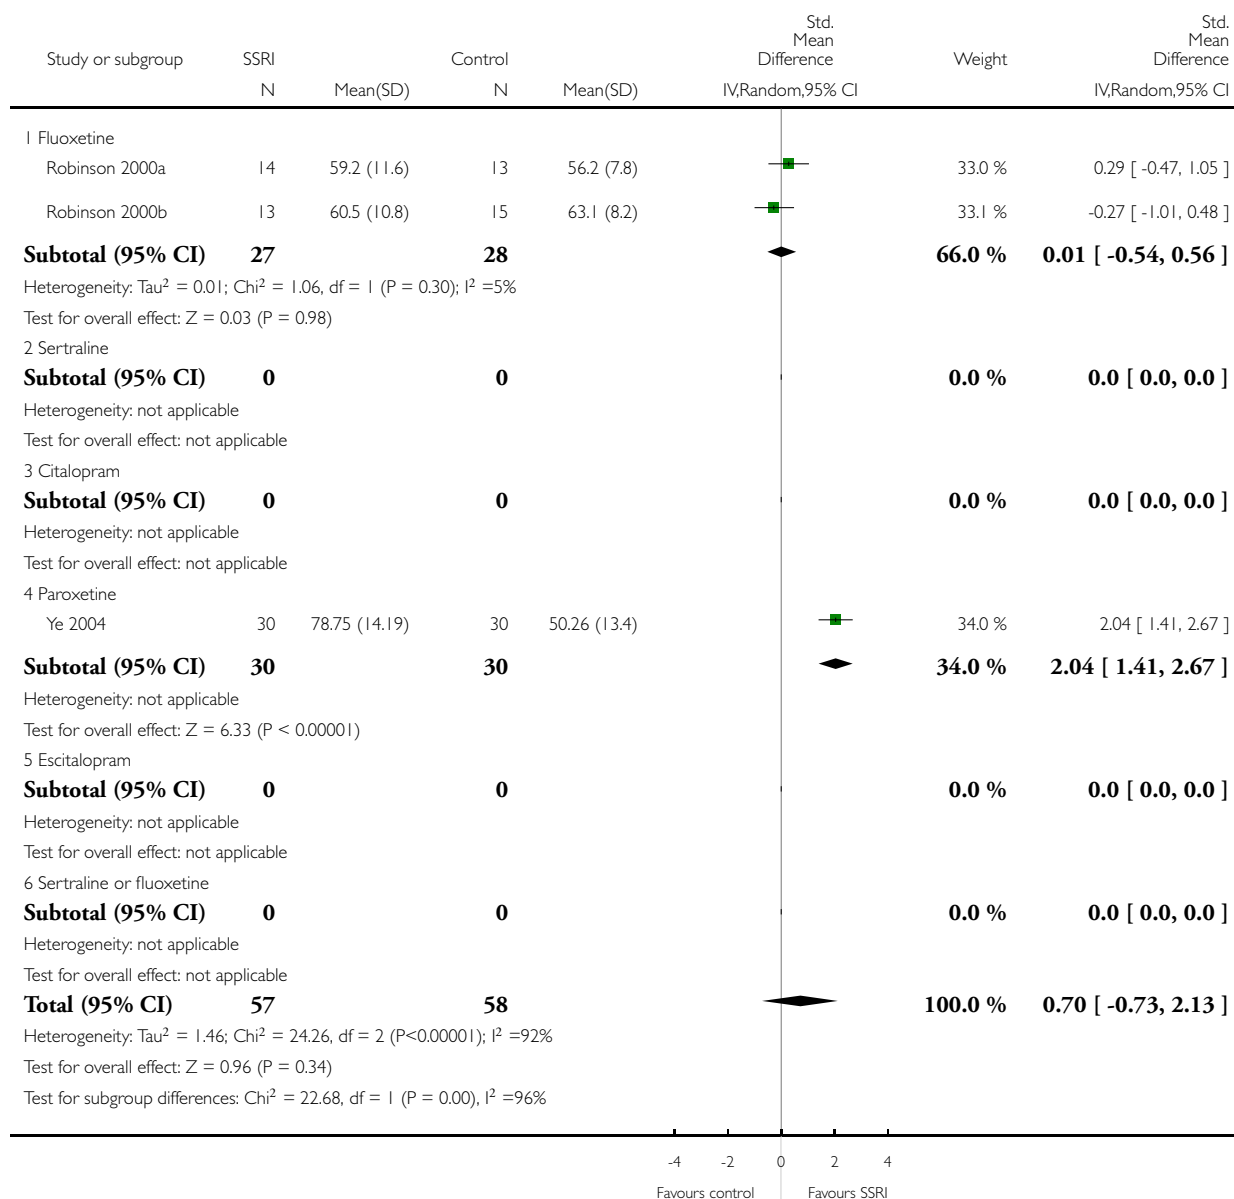 Std. Std.
Mean Mean
Study or subgroup SSRI Control Difference Weight Difference
N Mean(SD) N Mean(SD) IV,Random,95% CI IV,Random,95% CI
1 Fluoxetine
Robinson 2000a 14 59.2 (11.6) 13 56.2 (7.8) 33.0 % 0.29 [ -0.47, 1.05 ]
Robinson 2000b 13 60.5 (10.8) 15 63.1 (8.2) 33.1 % -0.27 [ -1.01, 0.48 ]
Subtotal (95% CI) 27 28 66.0 % 0.01 [ -0.54, 0.56 ]
Heterogeneity: Tau² = 0.01; Chi² = 1.06, df = 1 (P = 0.30); I² =5%
Test for overall effect: Z = 0.03 (P = 0.98)
2 Sertraline
Subtotal (95% CI) 0 0 0.0 % 0.0 [ 0.0, 0.0 ]
Heterogeneity: not applicable
Test for overall effect: not applicable
3 Citalopram
Subtotal (95% CI) 0 0 0.0 % 0.0 [ 0.0, 0.0 ]
Heterogeneity: not applicable
Test for overall effect: not applicable
4 Paroxetine
Ye 2004 30 78.75 (14.19) 30 50.26 (13.4) 34.0 % 2.04 [ 1.41, 2.67 ]
Subtotal (95% CI) 30 30 34.0 % 2.04 [ 1.41, 2.67 ]
Heterogeneity: not applicable
Test for overall effect: Z = 6.33 (P < 0.00001)
5 Escitalopram
Subtotal (95% CI) 0 0 0.0 % 0.0 [ 0.0, 0.0 ]
Heterogeneity: not applicable
Test for overall effect: not applicable
6 Sertraline or fluoxetine
Subtotal (95% CI) 0 0 0.0 % 0.0 [ 0.0, 0.0 ]
Heterogeneity: not applicable
Test for overall effect: not applicable
Total (95% CI) 57 58 100.0 % 0.70 [ -0.73, 2.13 ]
Heterogeneity: Tau² = 1.46; Chi² = 24.26, df = 2 (P<0.00001); I² =92%
Test for overall effect: Z = 0.96 (P = 0.34)
Test for subgroup differences: Chi² = 22.68, df = 1 (P = 0.00), I² =96%
-4 -2 0 2 4
Favours control Favours SSRI